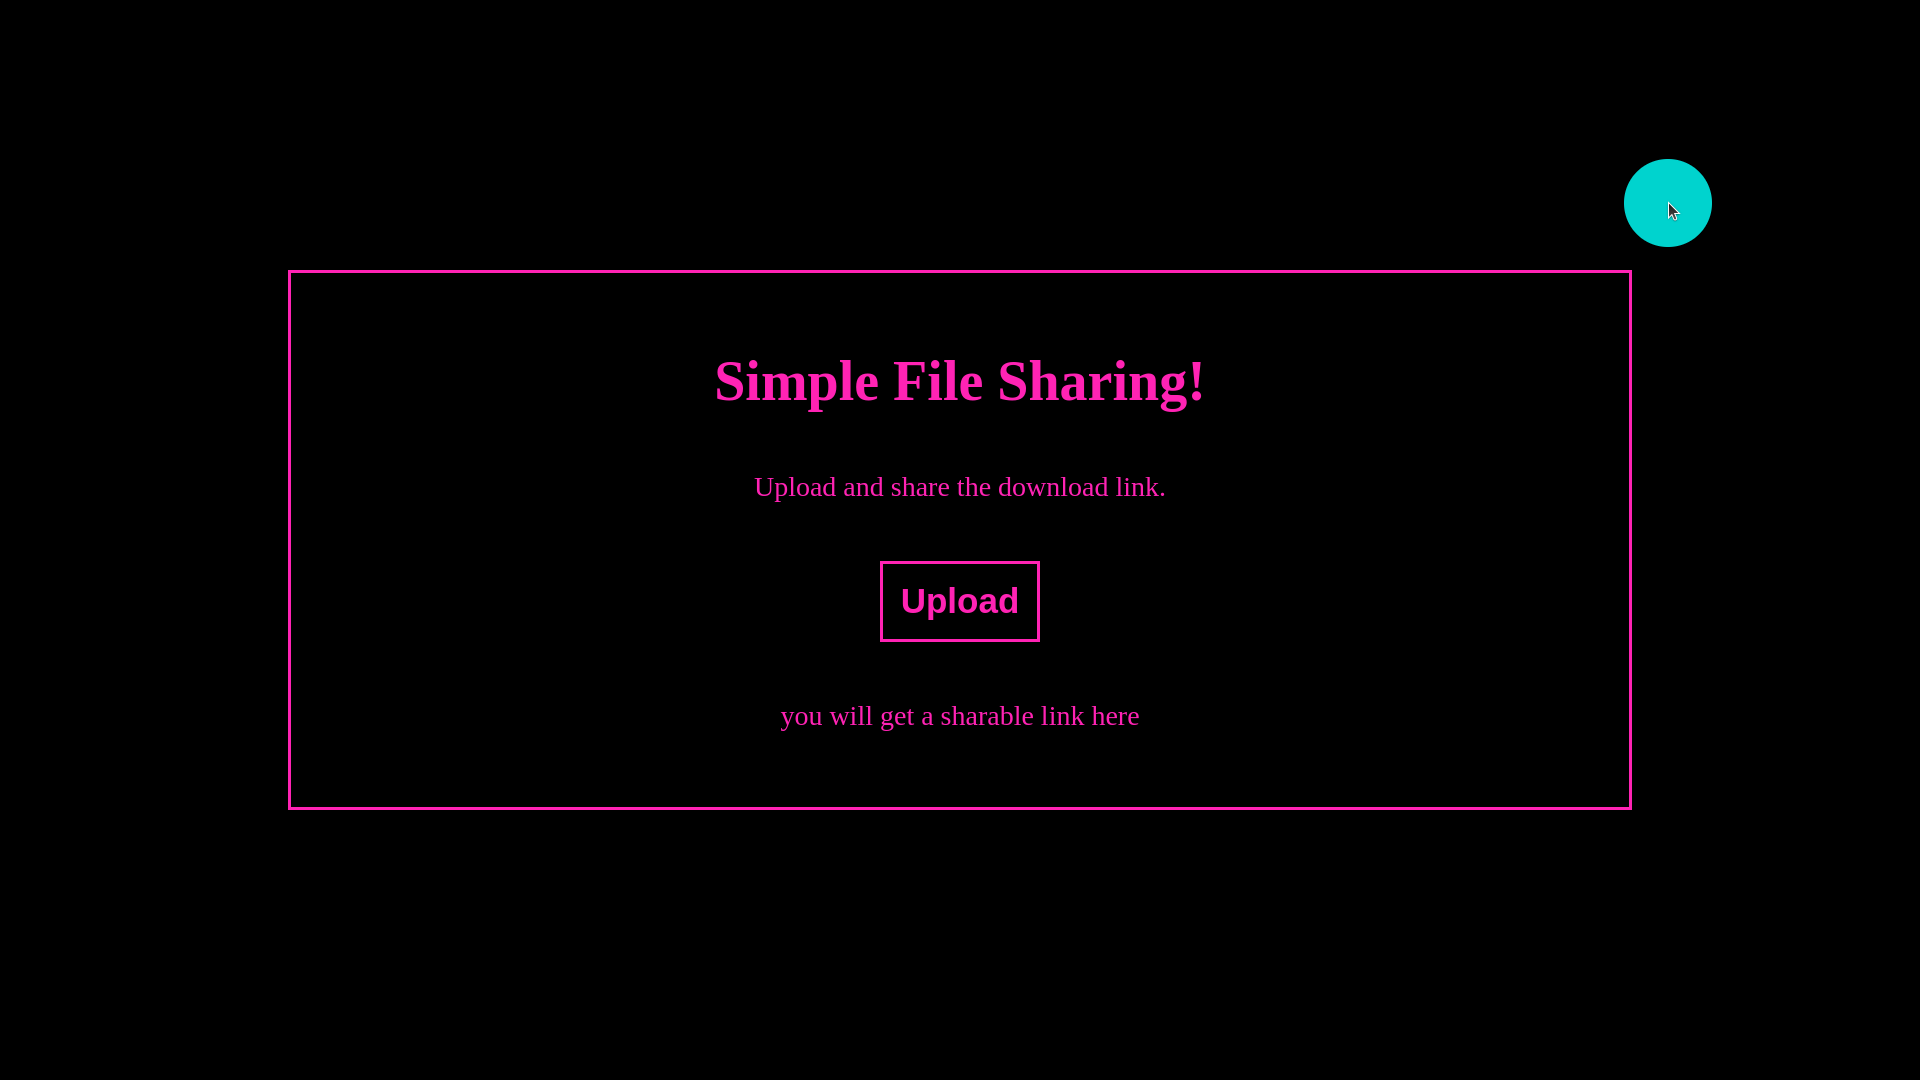 Simple File Sharing!
Upload and share the download link.
Upload
you will get a sharable link here